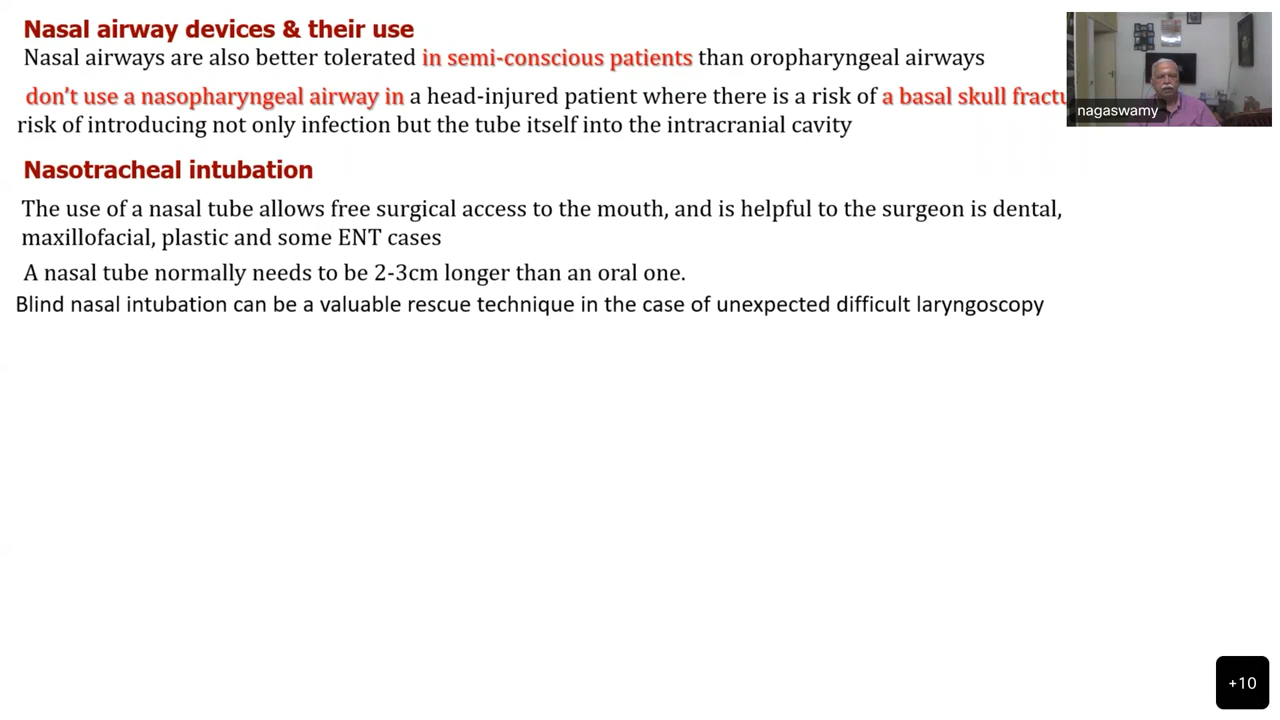 Nasal airway devices & their use
Nasal airways are also better tolerated in semi-conscious patients than oropharyngeal airways
don't use a nasopharyngeal airway in a head-injured patient where there is a risk of a basal skull
risk of introducing not only infection but the tube itself into the intracranial cavity
nagaswamy
Nasotracheal intubation
The use of a nasal tube allows free surgical access to the mouth, and is helpful to the surgeon is dental,
maxillofacial, plastic and some ENT cases
A nasal tube normally needs to be 2-3cm longer than an oral one.
Blind nasal intubation can be a valuable rescue technique in the case of unexpected difficult laryngoscopy
+10